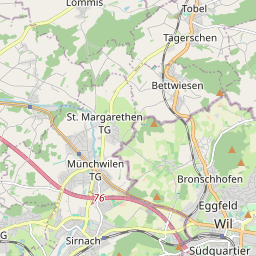 Lommis
Tobel
Tägerschen
Bettwiesen
St. Margarethen
TG
Münchwilen
TG
76
Bronschhofen
Eggfeld
Wil
Sirnach
Südquartier
G